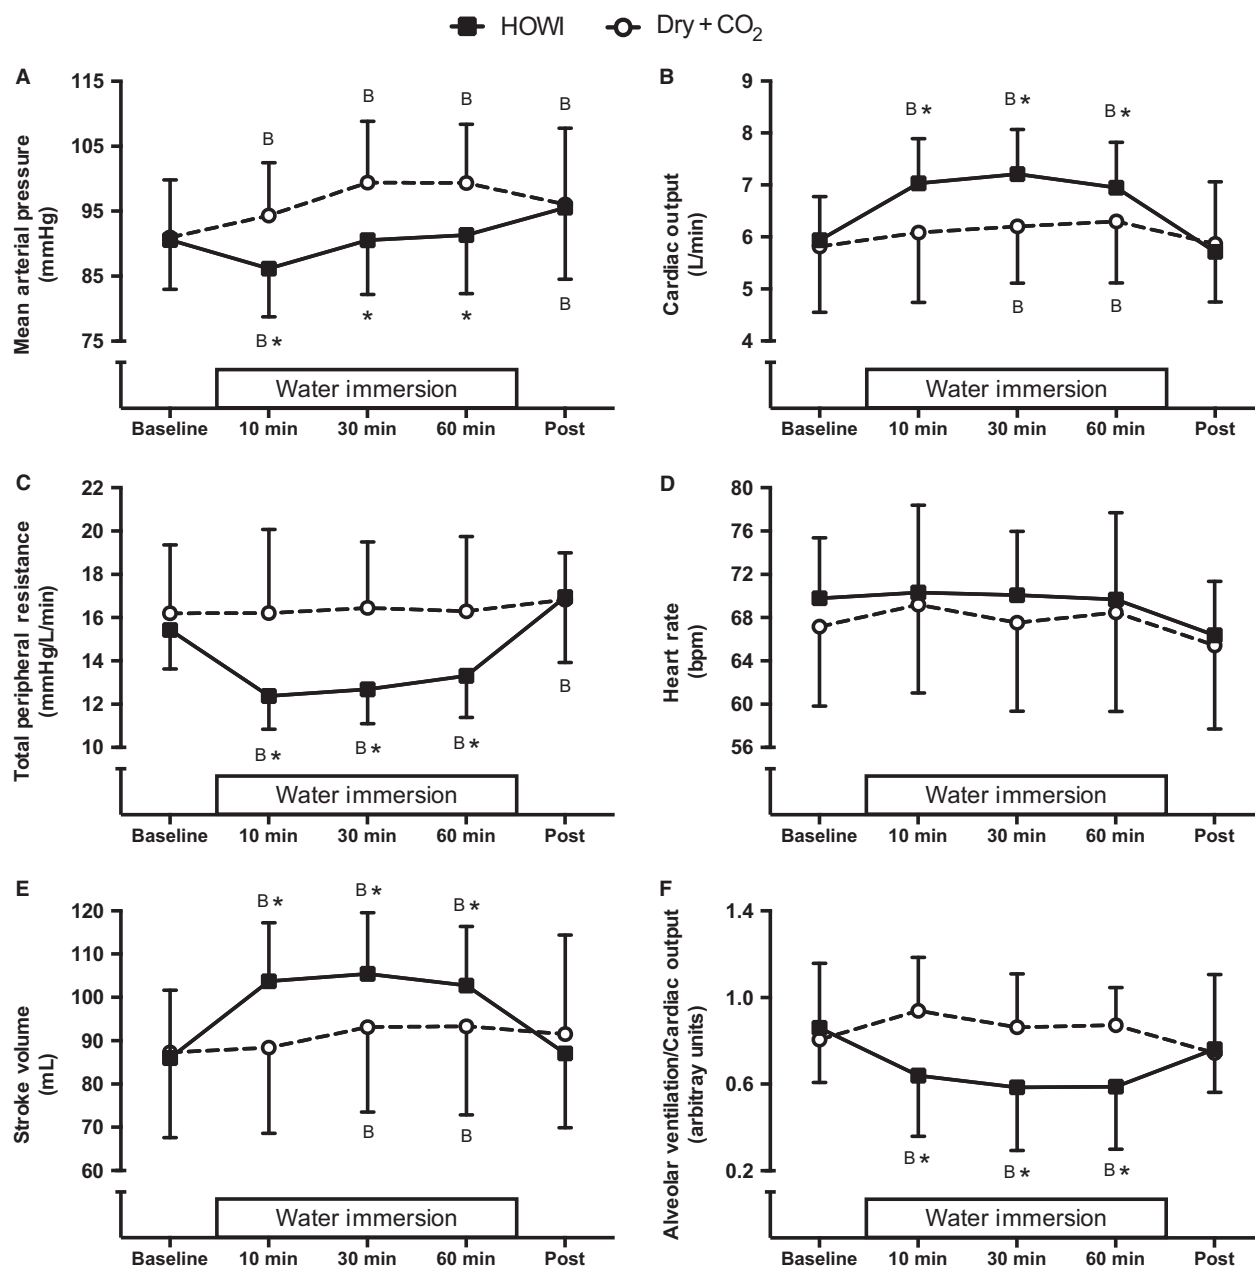 HOWI Dry + CO2
A
Mean arterial pressure
(mmHg)
115
105
95
85
75
B
B
B
B
B *
*
*
B
Water immersion
Baseline 10 min 30 min 60 min Post
B
Cardiac output
(L/min)
9
8
7
6
5
4
B *
B *
B *
B
B
Water immersion
Baseline 10 min 30 min 60 min Post
C
Total peripheral resistance
(mmHg/L/min)
22
20
18
16
14
12
10
B *
B *
B *
B
Water immersion
Baseline 10 min 30 min 60 min Post
D
Heart rate
(bpm)
80
76
72
68
64
60
56
Water immersion
Baseline 10 min 30 min 60 min Post
E
Stroke volume
(mL)
120
110
100
90
80
70
60
B *
B *
B *
B
B
Water immersion
Baseline 10 min 30 min 60 min Post
F
Alveolar ventilation/Cardiac output
(arbitray units)
1.4
1.0
0.6
0.2
B *
B *
B *
Water immersion
Baseline 10 min 30 min 60 min Post